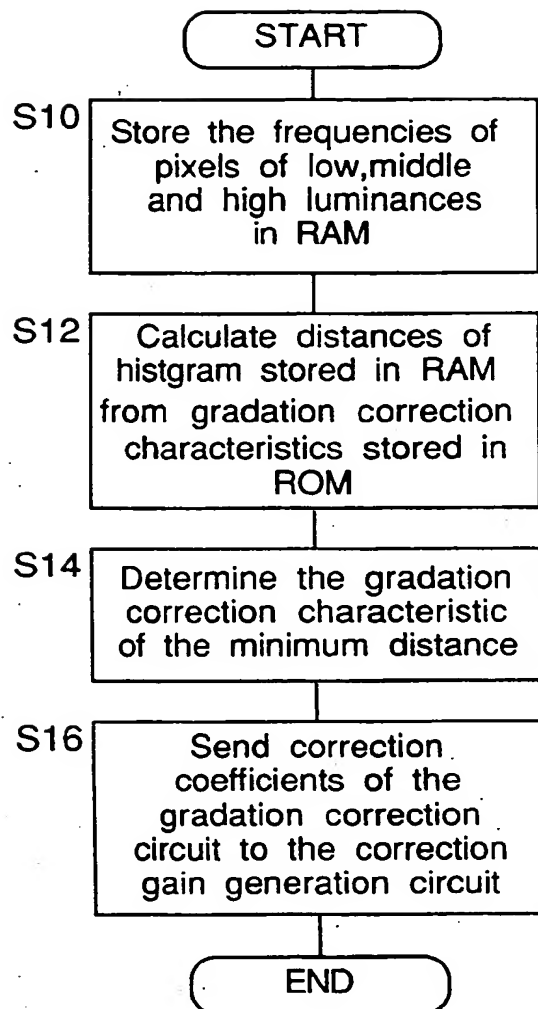 START
S10
Store the frequencies of
pixels of low,middle
and high luminances
in RAM
S12
Calculate distances of
histgram stored in RAM
from gradation correction
characteristics stored in
ROM
S14
Determine the gradation
correction characteristic
of the minimum distance
S16
Send correction
coefficients of the
gradation correction
circuit to the correction
gain generation circuit
END